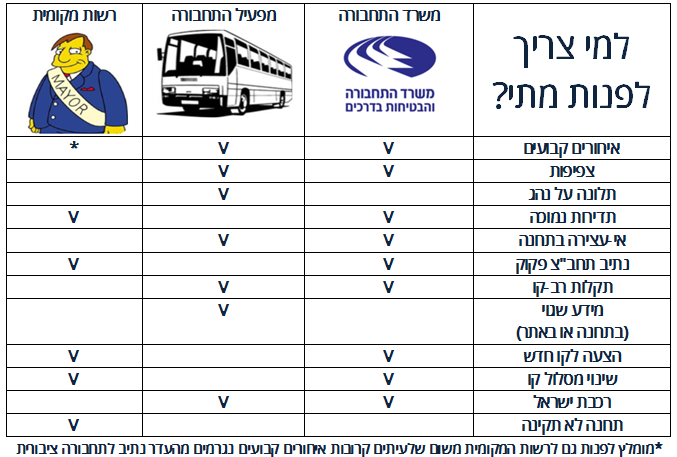 למי צריך
לפנות מתי?
משרד התחבורה
מפעיל התחבורה
רשות מקומית
משרד התחבורה
והבטיחות בדרכים
MAYOR
איחורים קבועים V V *
צפיפות V V
תלונה על נהג V
תדירות נמוכה V V
אי-עצירה בתחנה V V
נתיב תחב"צ פקוק V V
תקלות רב-קו V V
מידע שגוי V
(בתחנה או באתר)
הצעה לקו חדש V V
שינוי מסלול קו V V
רכבת ישראל V V
תחנה לא תקינה V
*מומלץ לפנות גם לרשות המקומית משום שלעיתים קרובות איחורים קבועים נגרמים מהעדר נתיב לתחבורה ציבורית